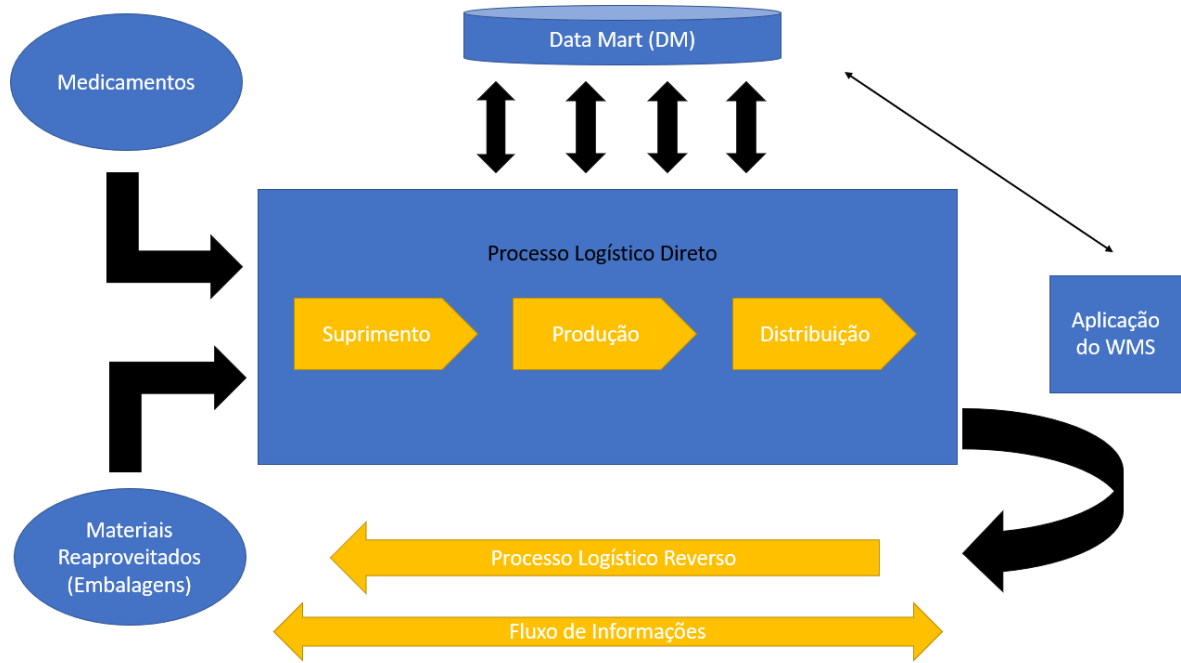 Data Mart (DM)
Medicamentos
Processo Logístico Direto
Suprimento
Produção
Distribuição
Aplicação
do WMS
Materiais
Reaproveitados
(Embalagens)
Processo Logístico Reverso
Fluxo de Informações